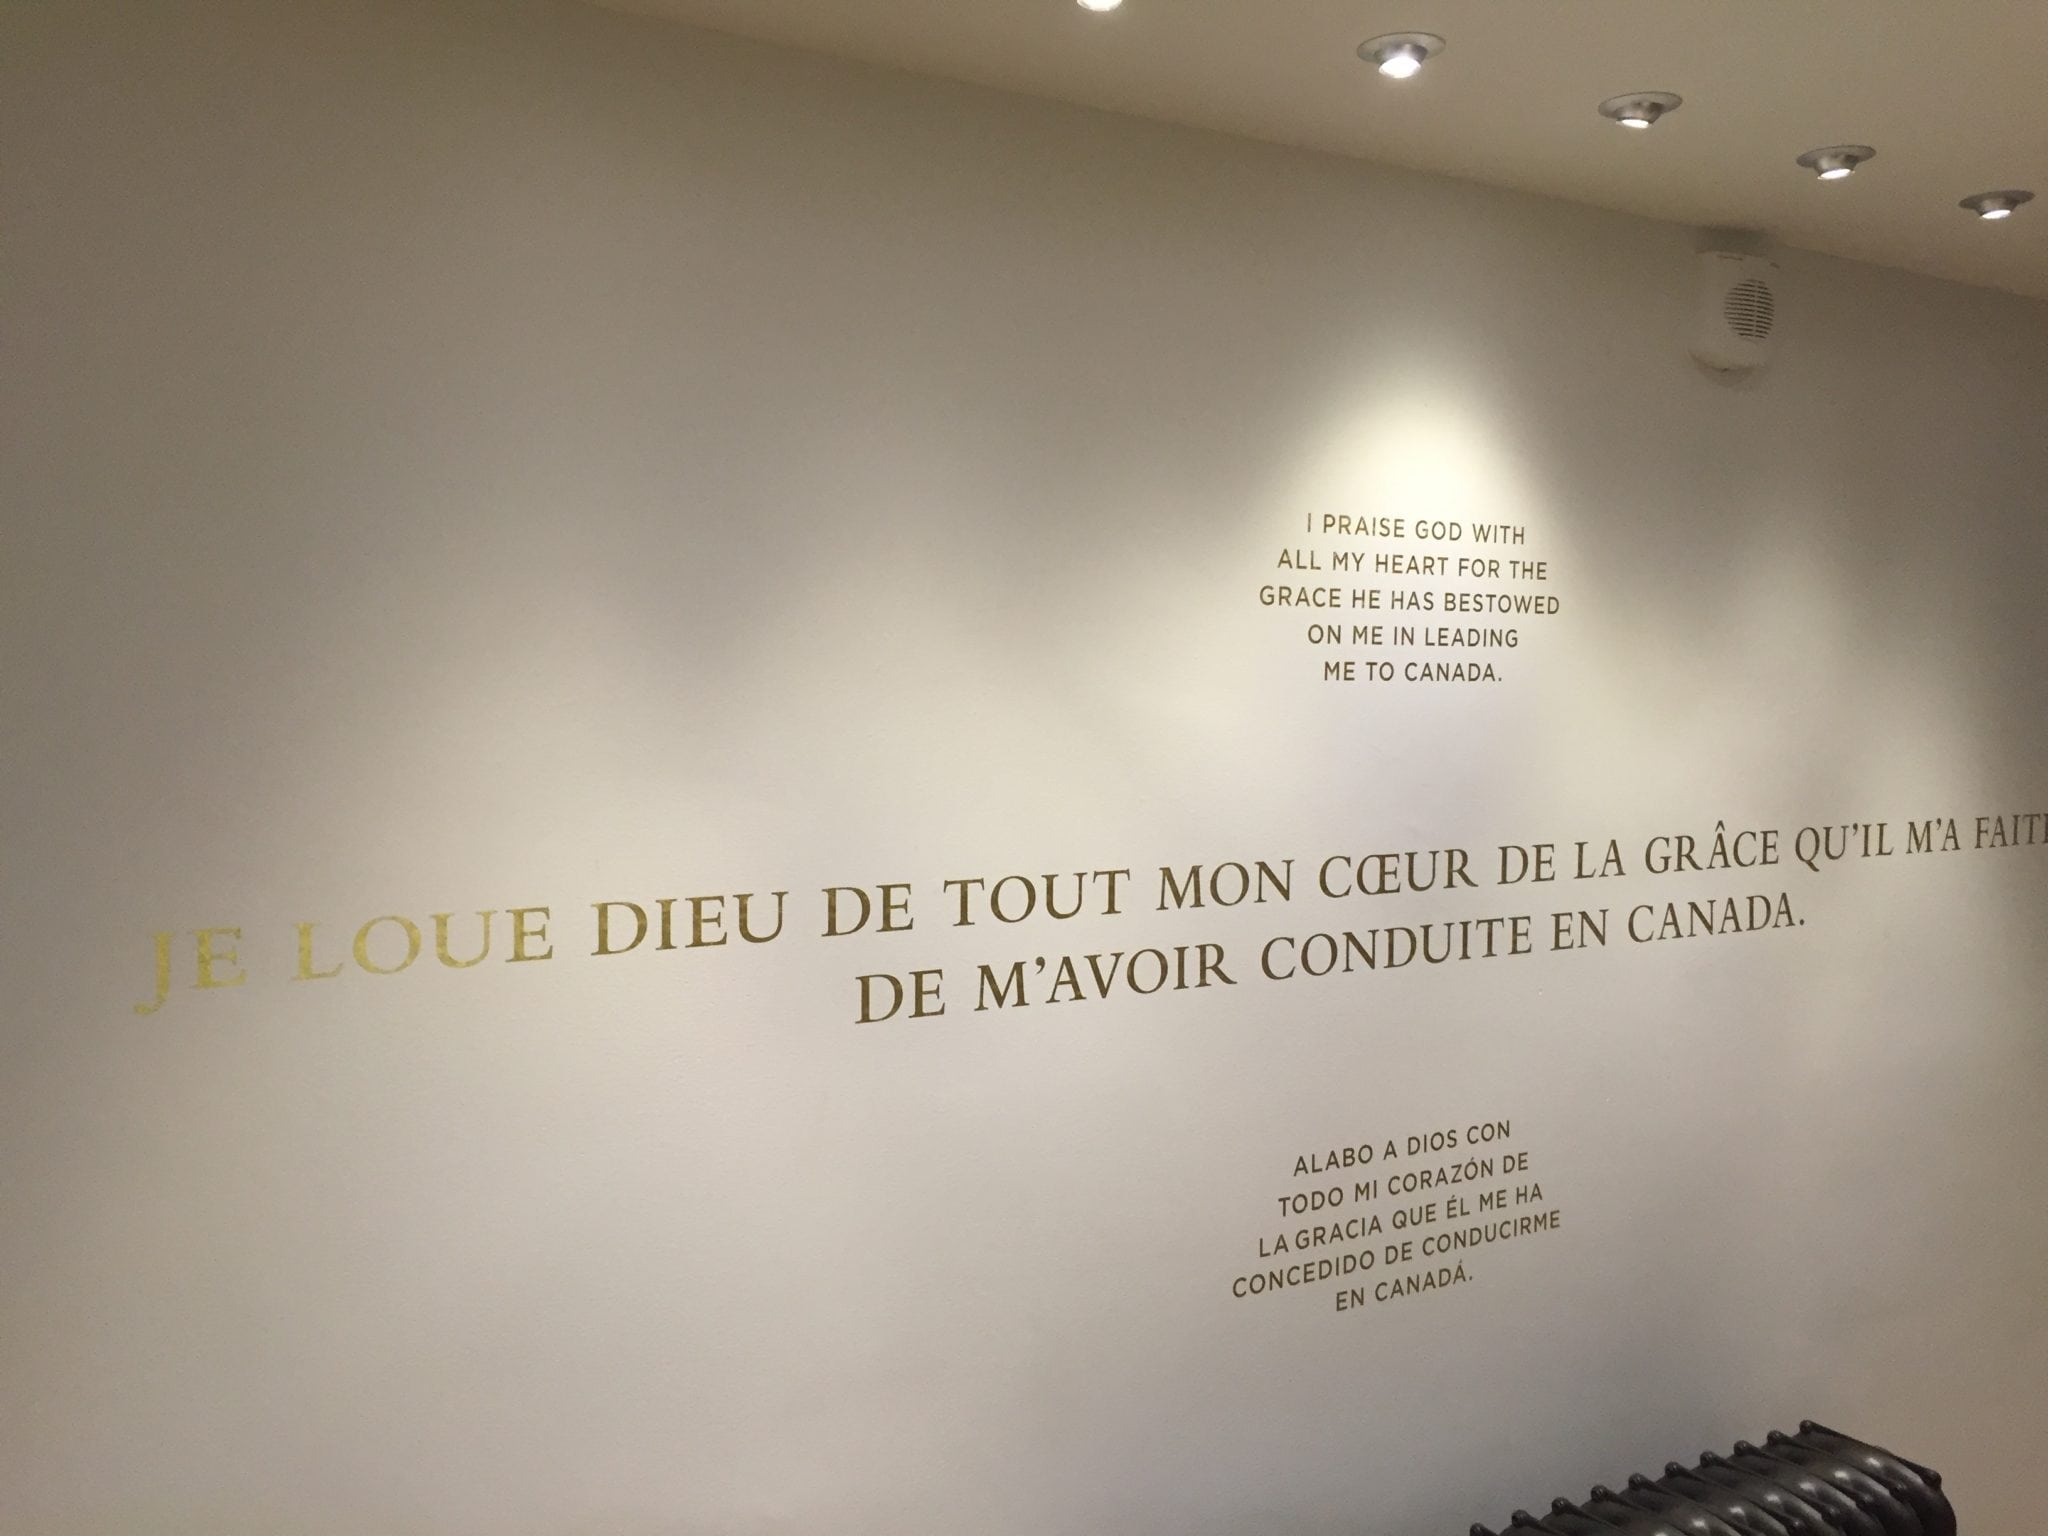 I PRAISE GOD WITH
ALL MY HEART FOR THE
GRACE HE HAS BESTOWED
ON ME IN LEADING
ME TO CANADA.
JE LOUE DIEU DE TOUT MON CŒUR DE LA GRÂCE QU'IL M'A FAITE
DE M'AVOIR CONDUITE EN CANADA.
ALABO A DIOS CON
TODO MI CORAZÓN DE
LA GRACIA QUE ÉL ME HA
CONCEDIDO DE CONDUCIRME
EN CANADÁ.